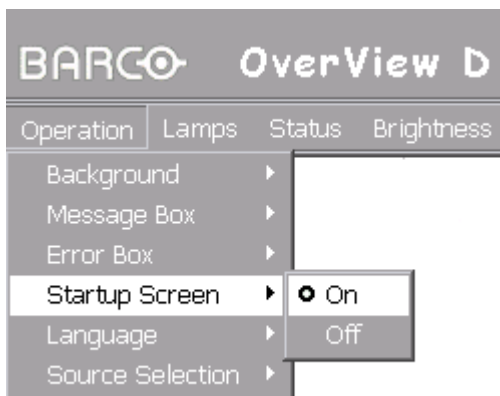 BARCO OverView D
Operation Lamps Status Brightness
Background
Message Box
Error Box
Startup Screen On
Language Off
Source Selection